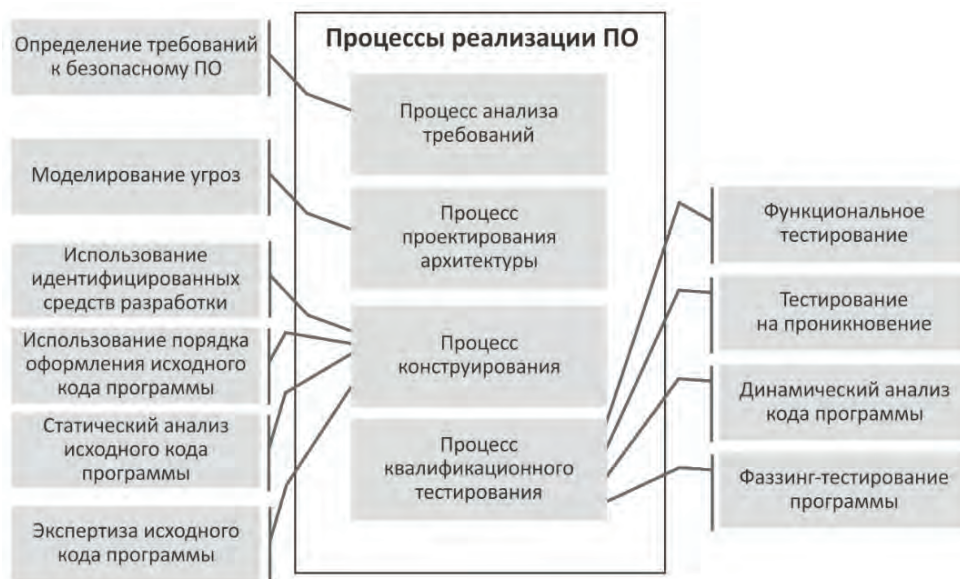 Процессы реализации ПО
Определение требований
к безопасному ПО
Моделирование угроз
Использование
идентифицированных
средств разработки
Использование порядка
оформления исходного
кода программы
Статический анализ
исходного кода
программы
Экспертиза исходного
кода программы
Процесс анализа
требований
Процесс
проектирования
архитектуры
Процесс
конструирования
Процесс
квалификационного
тестирования
Функциональное
тестирование
Тестирование
на проникновение
Динамический анализ
кода программы
Фаззинг-тестирование
программы